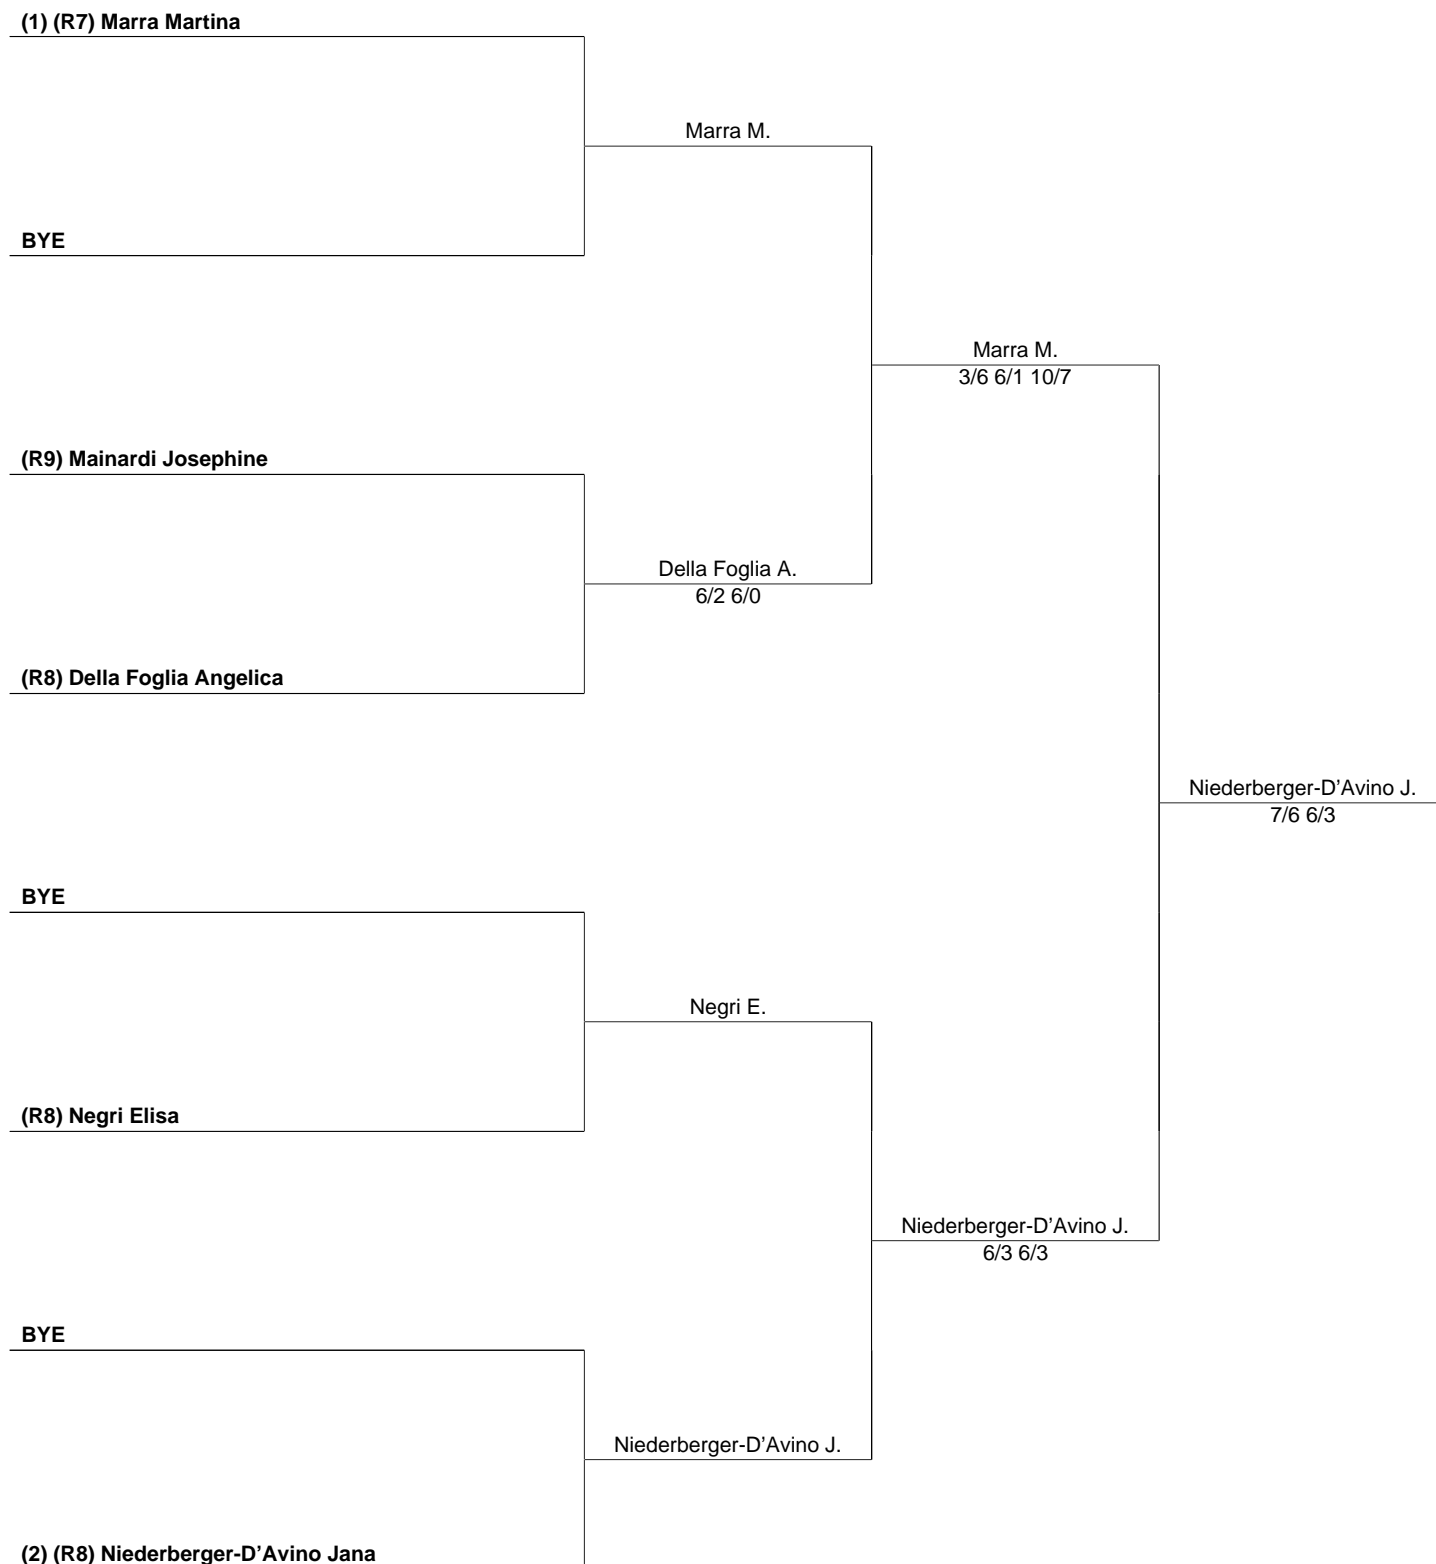 (1) (R7) Marra Martina
Marra M.
BYE
Marra M.
3/6 6/1 10/7
(R9) Mainardi Josephine
Della Foglia A.
6/2 6/0
(R8) Della Foglia Angelica
Niederberger-D'Avino J.
7/6 6/3
BYE
Negri E.
(R8) Negri Elisa
Niederberger-D'Avino J.
6/3 6/3
BYE
Niederberger-D'Avino J.
(2) (R8) Niederberger-D'Avino Jana